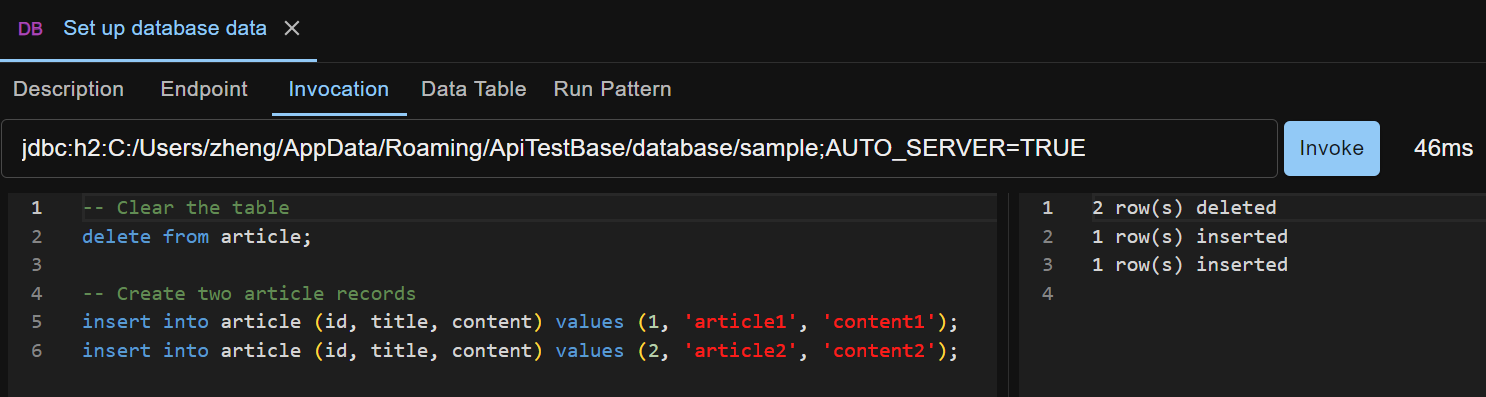 DB Set up database data
Description Endpoint Invocation Data Table Run Pattern
jdbc:h2:C:/Users/zheng/AppData/Roaming/ApiTestBase/database/sample;AUTO_SERVER=TRUE Invoke 46ms
1 -- Clear the table
2 delete from article;
3
4 -- Create two article records
5 insert into article (id, title, content) values (1, 'article1', 'content1');
6 insert into article (id, title, content) values (2, 'article2', 'content2');
1 2 row(s) deleted
2 1 row(s) inserted
3 1 row(s) inserted
4